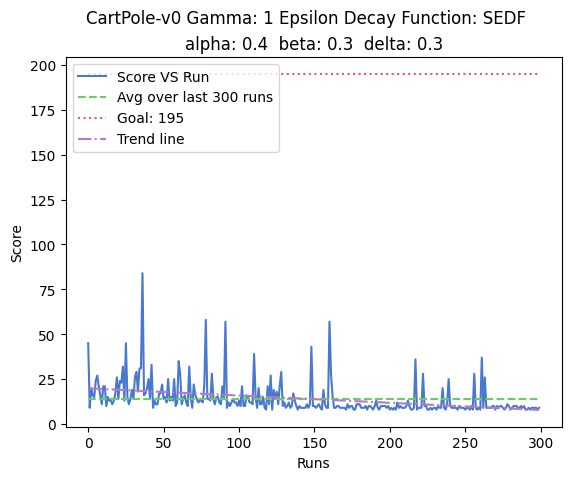 CartPole-v0 Gamma: 1 Epsilon Decay Function: SEDF
alpha: 0.4 beta: 0.3 delta: 0.3
200
175
150
125
100
75
50
25
0
Score
Score VS Run
Avg over last 300 runs
Goal: 195
Trend line
0 50 100 150 200 250 300
Runs